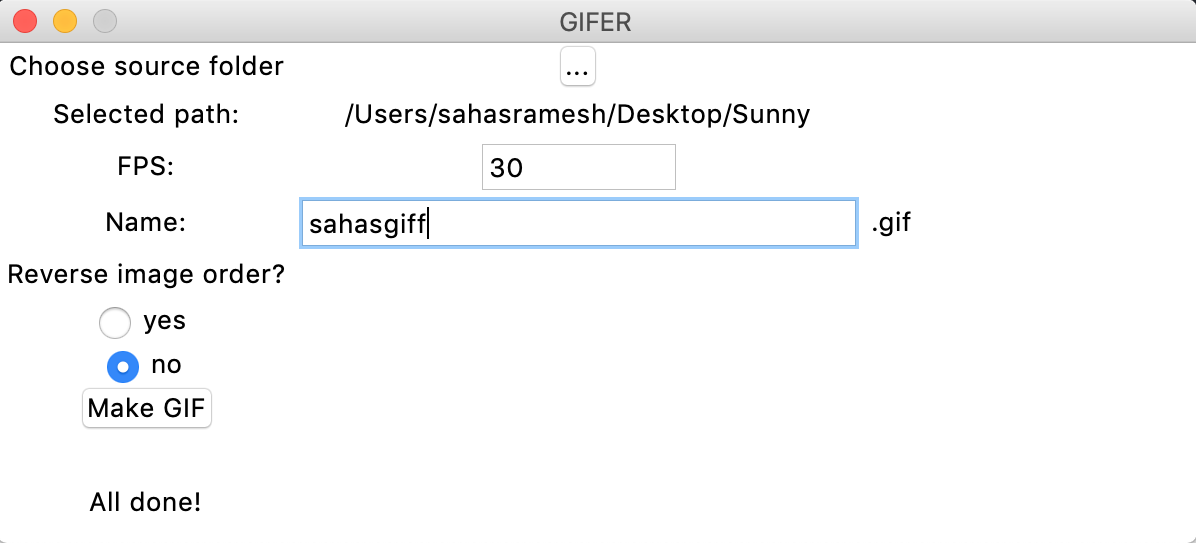 GIFER
Choose source folder ...
Selected path: /Users/sahasramesh/Desktop/Sunny
FPS: 30
Name: sahasgiff .gif
Reverse image order?
yes
no
Make GIF
All done!